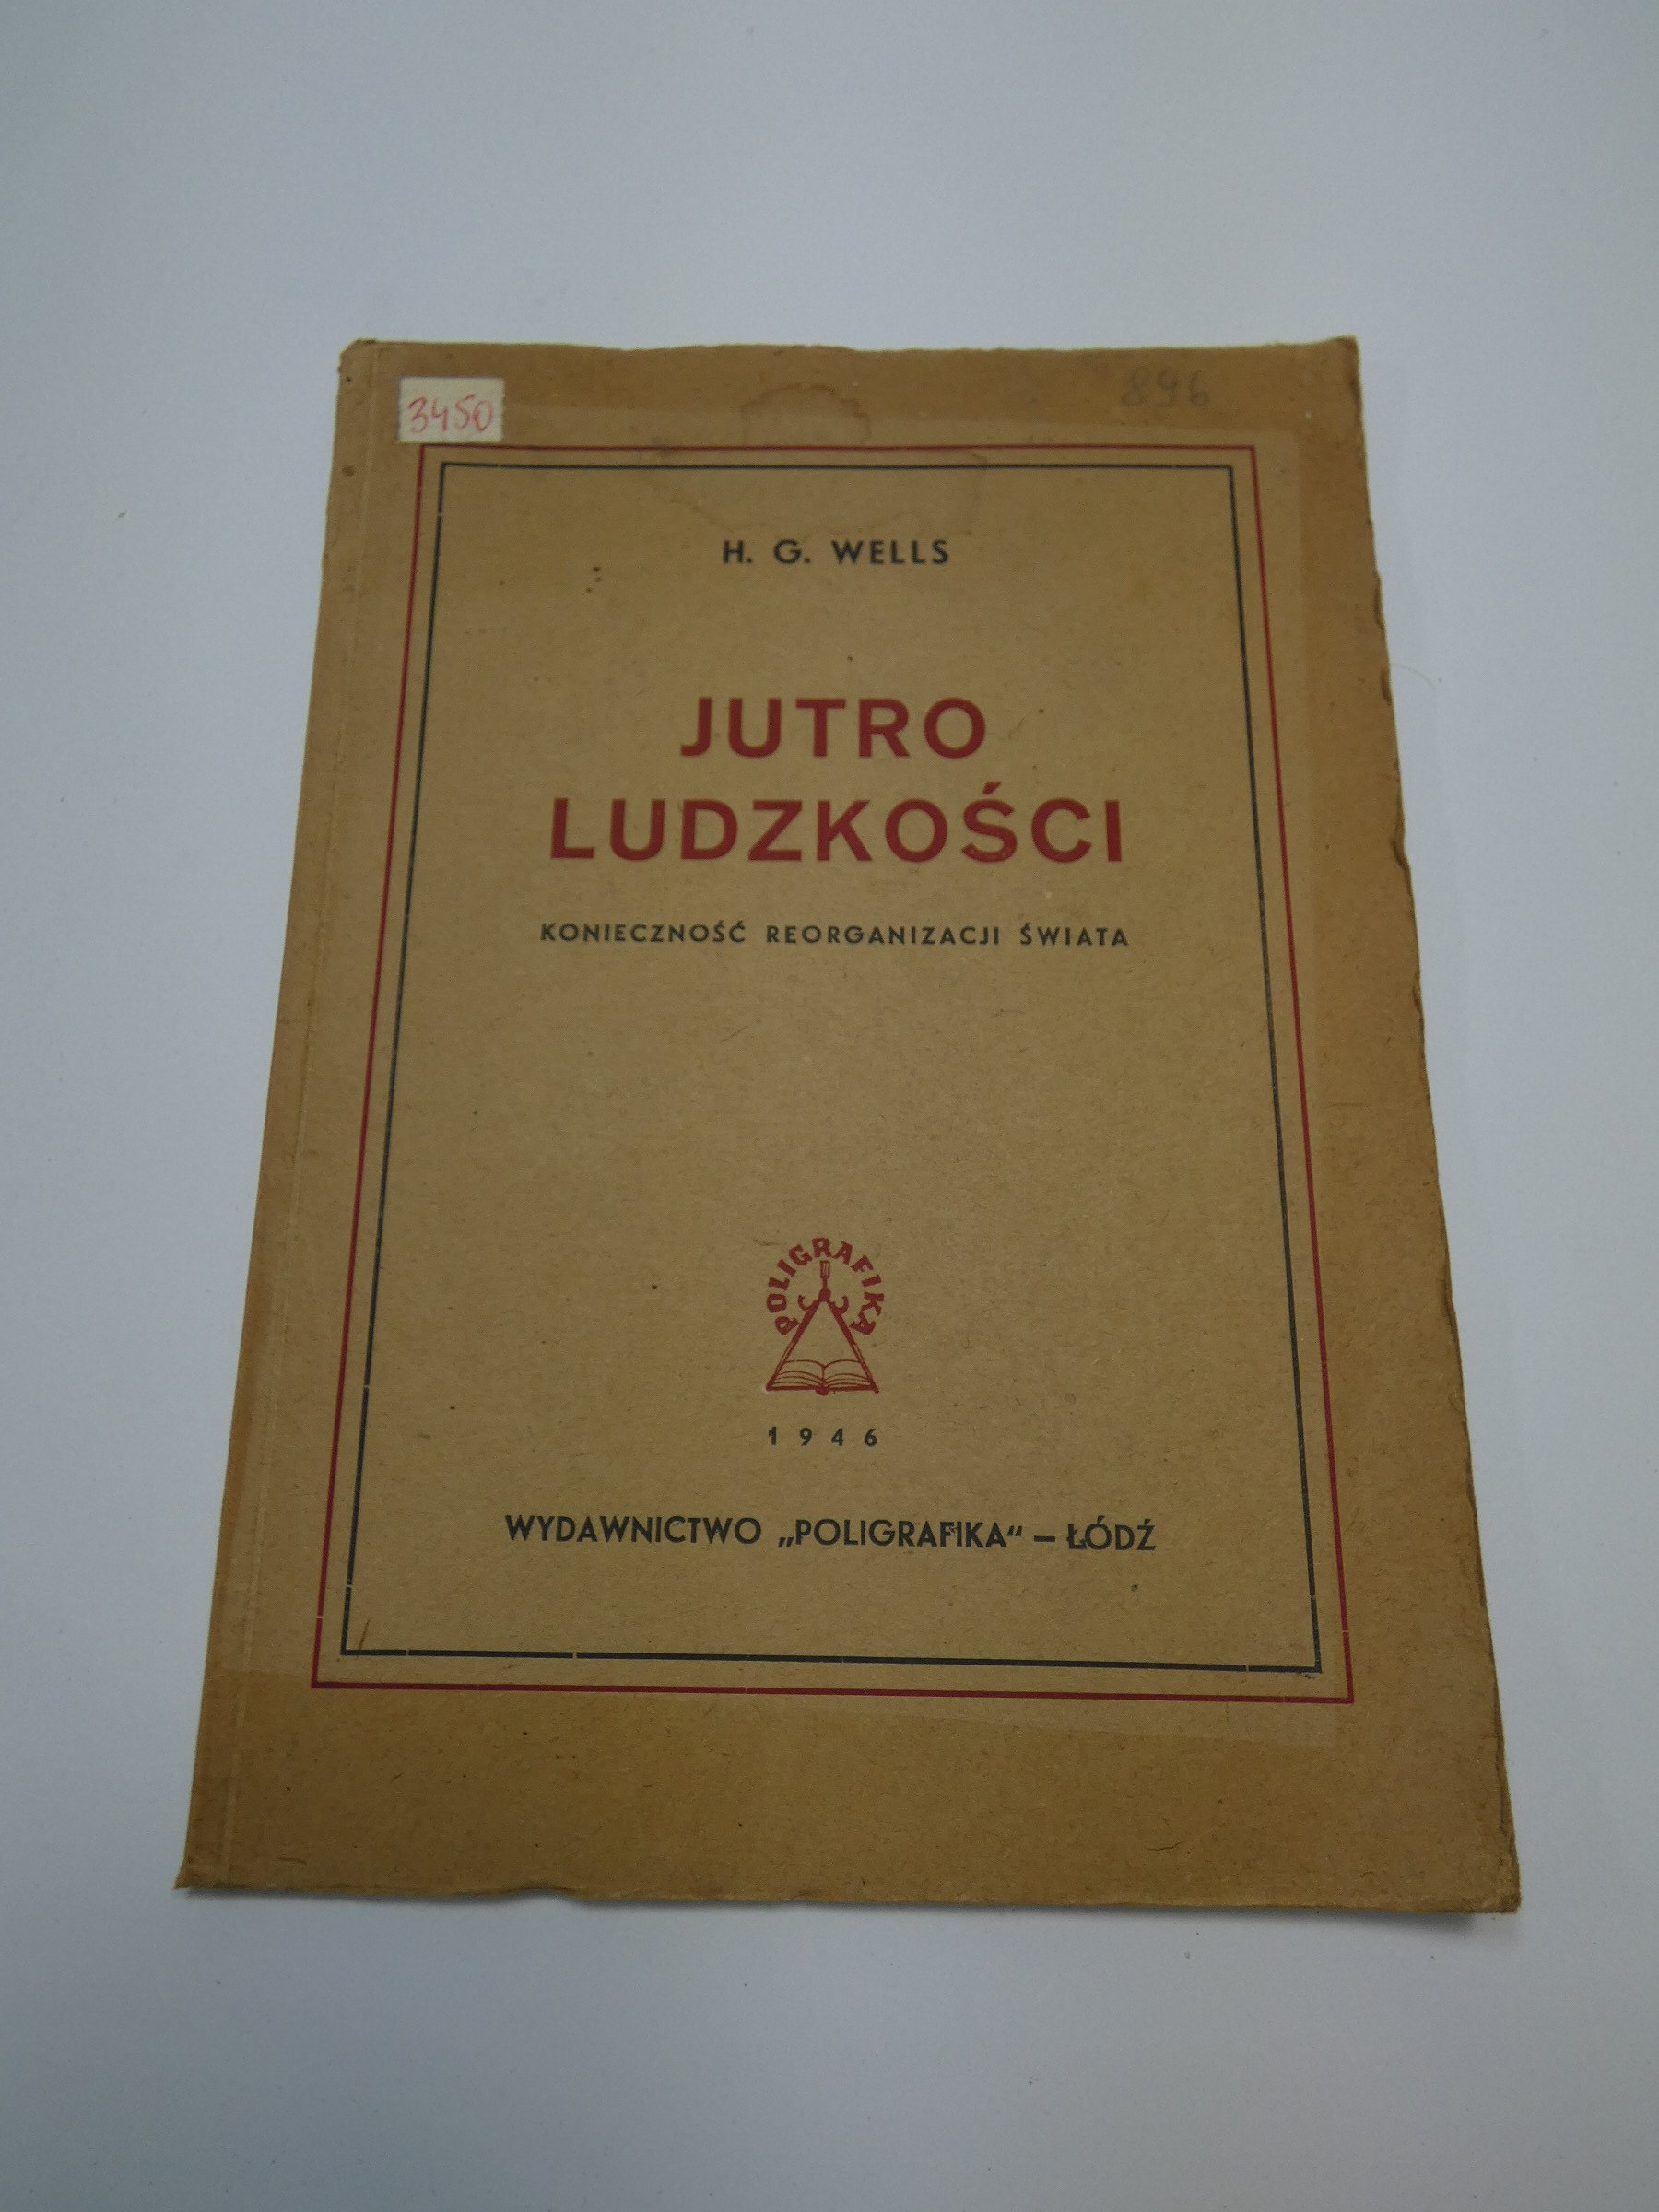 3450
896
H. G. WELLS
JUTRO
LUDZKOŚCI
KONIECZNOŚĆ REORGANIZACJI ŚWIATA
POLIGRAFIKA
1946
WYDAWNICTWO „POLIGRAFIKA“ – ŁÓDŹ